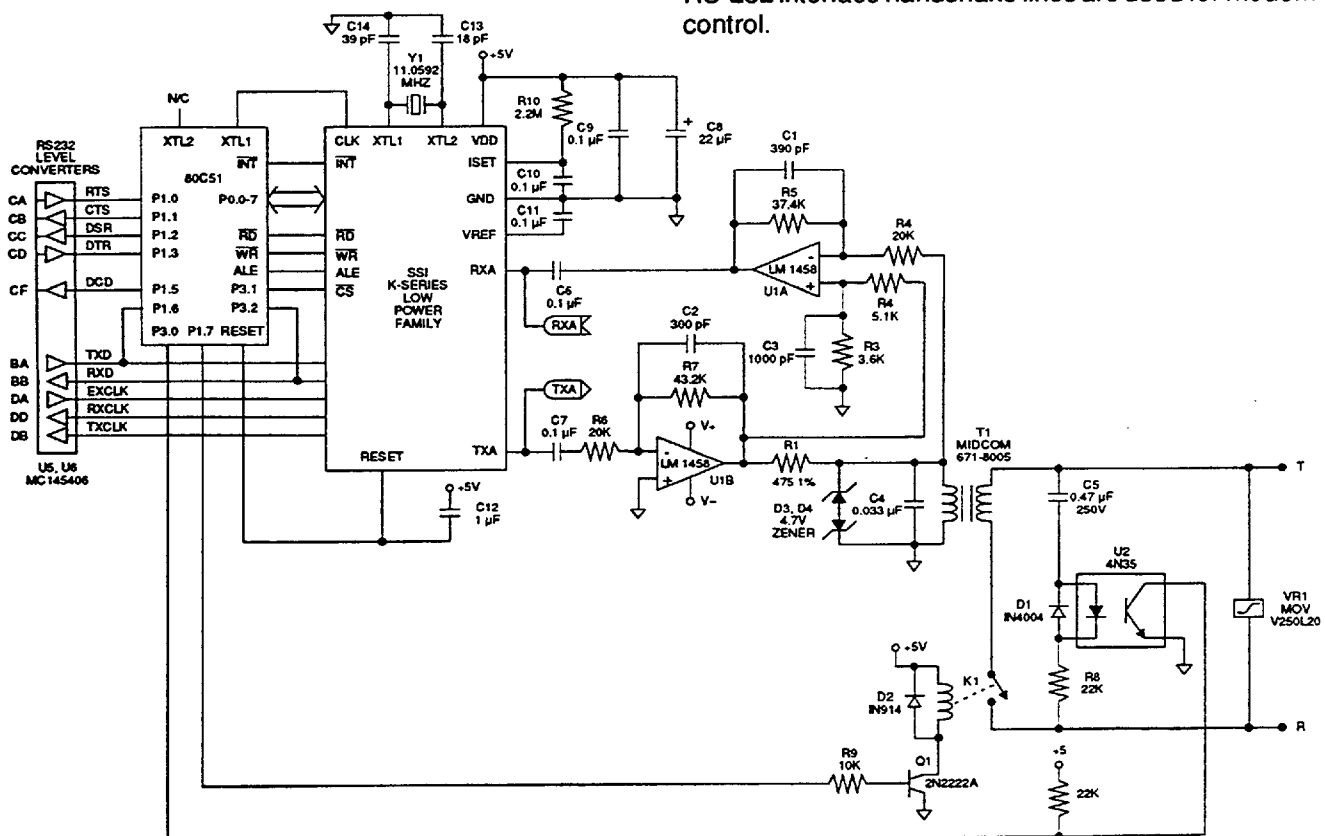 RS-232 interface handshake lines are used for modem
control.
C14
39 pF
C13
18 pF
Y1
11.0592
MHZ
+5V
N/C
R10
2.2M
C9
0.1 µF
+
C8
22 µF
C1
390 pF
XTL2
XTL1
CLK
XTL1
XTL2
VDD
RS232
LEVEL
CONVERTERS
INT
INT
ISET
80C51
C10
0.1 µF
R5
37.4K
CA
RTS
P1.0
P0.0-7
GND
CB
CTS
P1.1
C11
0.1 µF
R4
20K
CC
DSR
P1.2
RD
RD
VREF
CD
DTR
P1.3
WR
WR
-
LM 1458
+
ALE
ALE
SSI
K-SERIES
LOW
POWER
FAMILY
RXA
U1A
R4
5.1K
CF
DCD
P1.5
P3.1
CS
C6
0.1 µF
P1.6
P3.2
RXA
C2
300 pF
P3.0
P1.7
RESET
C3
1000 pF
R3
3.6K
BA
TXD
R7
43.2K
BB
RXD
TXA
DA
EXCLK
DD
RXCLK
C7
0.1 µF
R6
20K
V+
T1
MIDCOM
671-8005
DB
TXCLK
RESET
TXA
-
LM 1458
+
U1B
R1
475 1%
T
U5, U6
MC145406
+5V
V–
C12
1 µF
D3, D4
4.7V
ZENER
C4
0.033 µF
C5
0.47 µF
250V
U2
4N35
D1
IN4004
VR1
MOV
V250L20
+5V
D2
IN914
K1
R8
22K
R
+5
R9
10K
Q1
2N2222A
22K